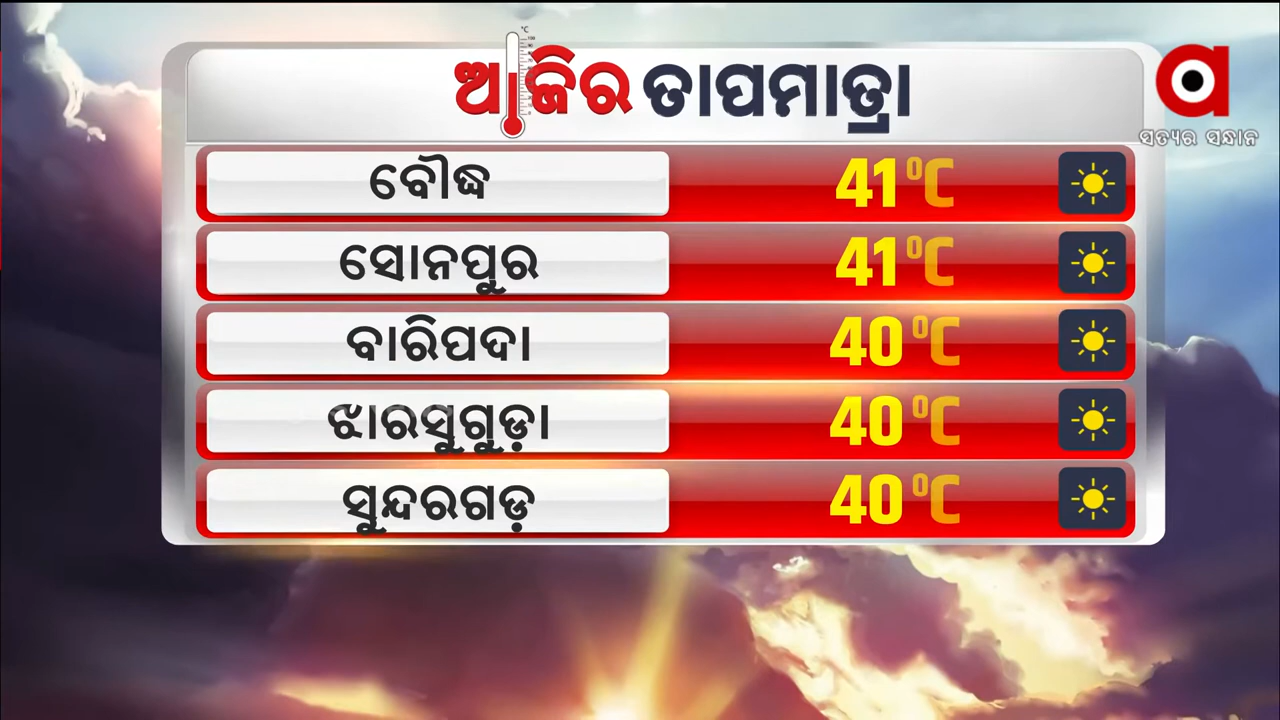 ଆଜିର ତାପମାତ୍ରା
ସତ୍ୟର ସନ୍ଧାନ
ବୌଦ୍ଧ 41°C
ସୋନପୁର 41°C
ବାରିପଦା 40°C
ଝାରସୁଗୁଡ଼ା 40°C
ସୁନ୍ଦରଗଡ଼ 40°C